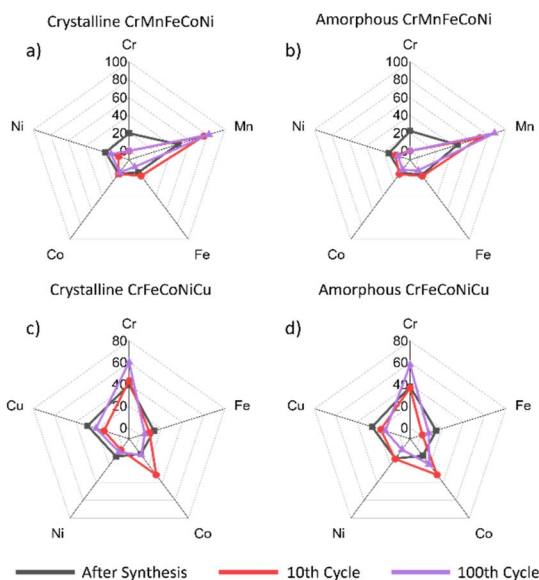 Crystalline CrMnFeCoNi
Amorphous CrMnFeCoNi
a)
Cr
100
80
60
40
20
0
Ni
Mn
Co
Fe
b)
Cr
100
80
60
40
20
0
Ni
Mn
Co
Fe
Crystalline CrFeCoNiCu
Amorphous CrFeCoNiCu
c)
Cr
80
60
40
20
0
Cu
Fe
Ni
Co
d)
Cr
80
60
40
20
0
Cu
Fe
Ni
Co
After Synthesis
10th Cycle
100th Cycle